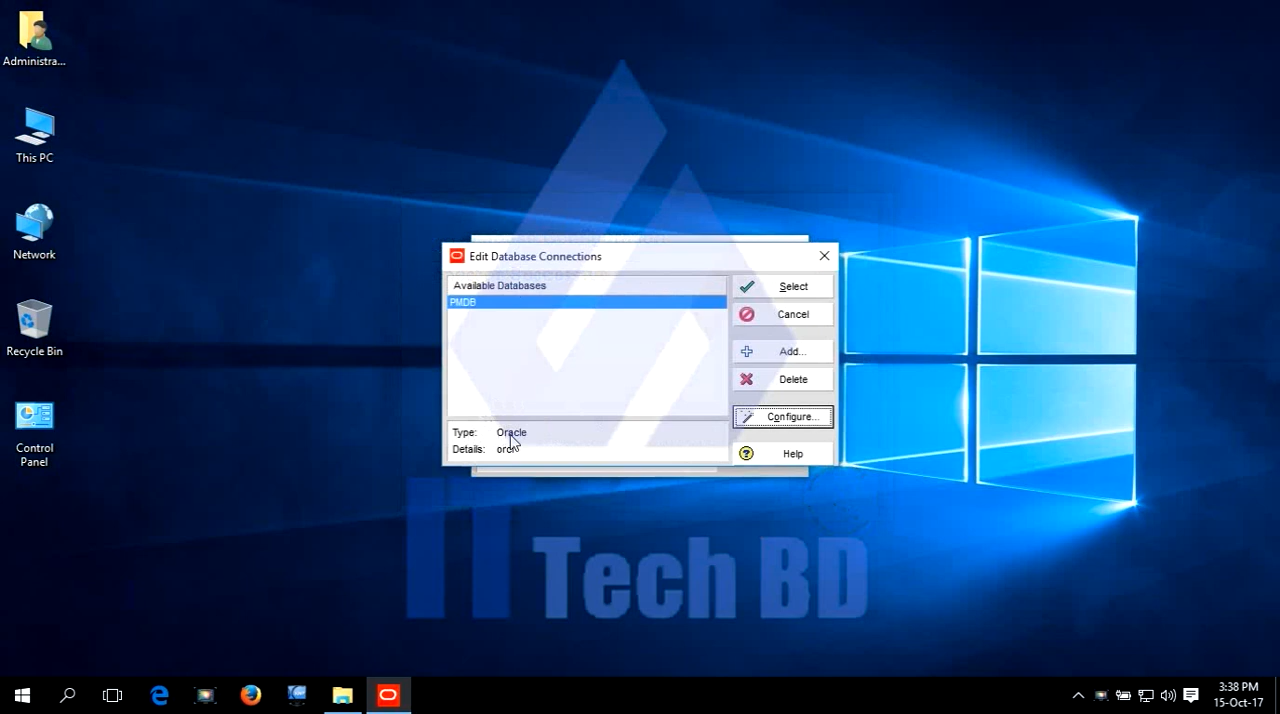 Administra...
This PC
Network
Recycle Bin
Control
Panel
Edit Database Connections
Available Databases
PMDB
Select
Cancel
Add...
Delete
Configure...
Help
Type: Oracle
Details:
IT Tech BD
3:38 PM
15-Oct-17